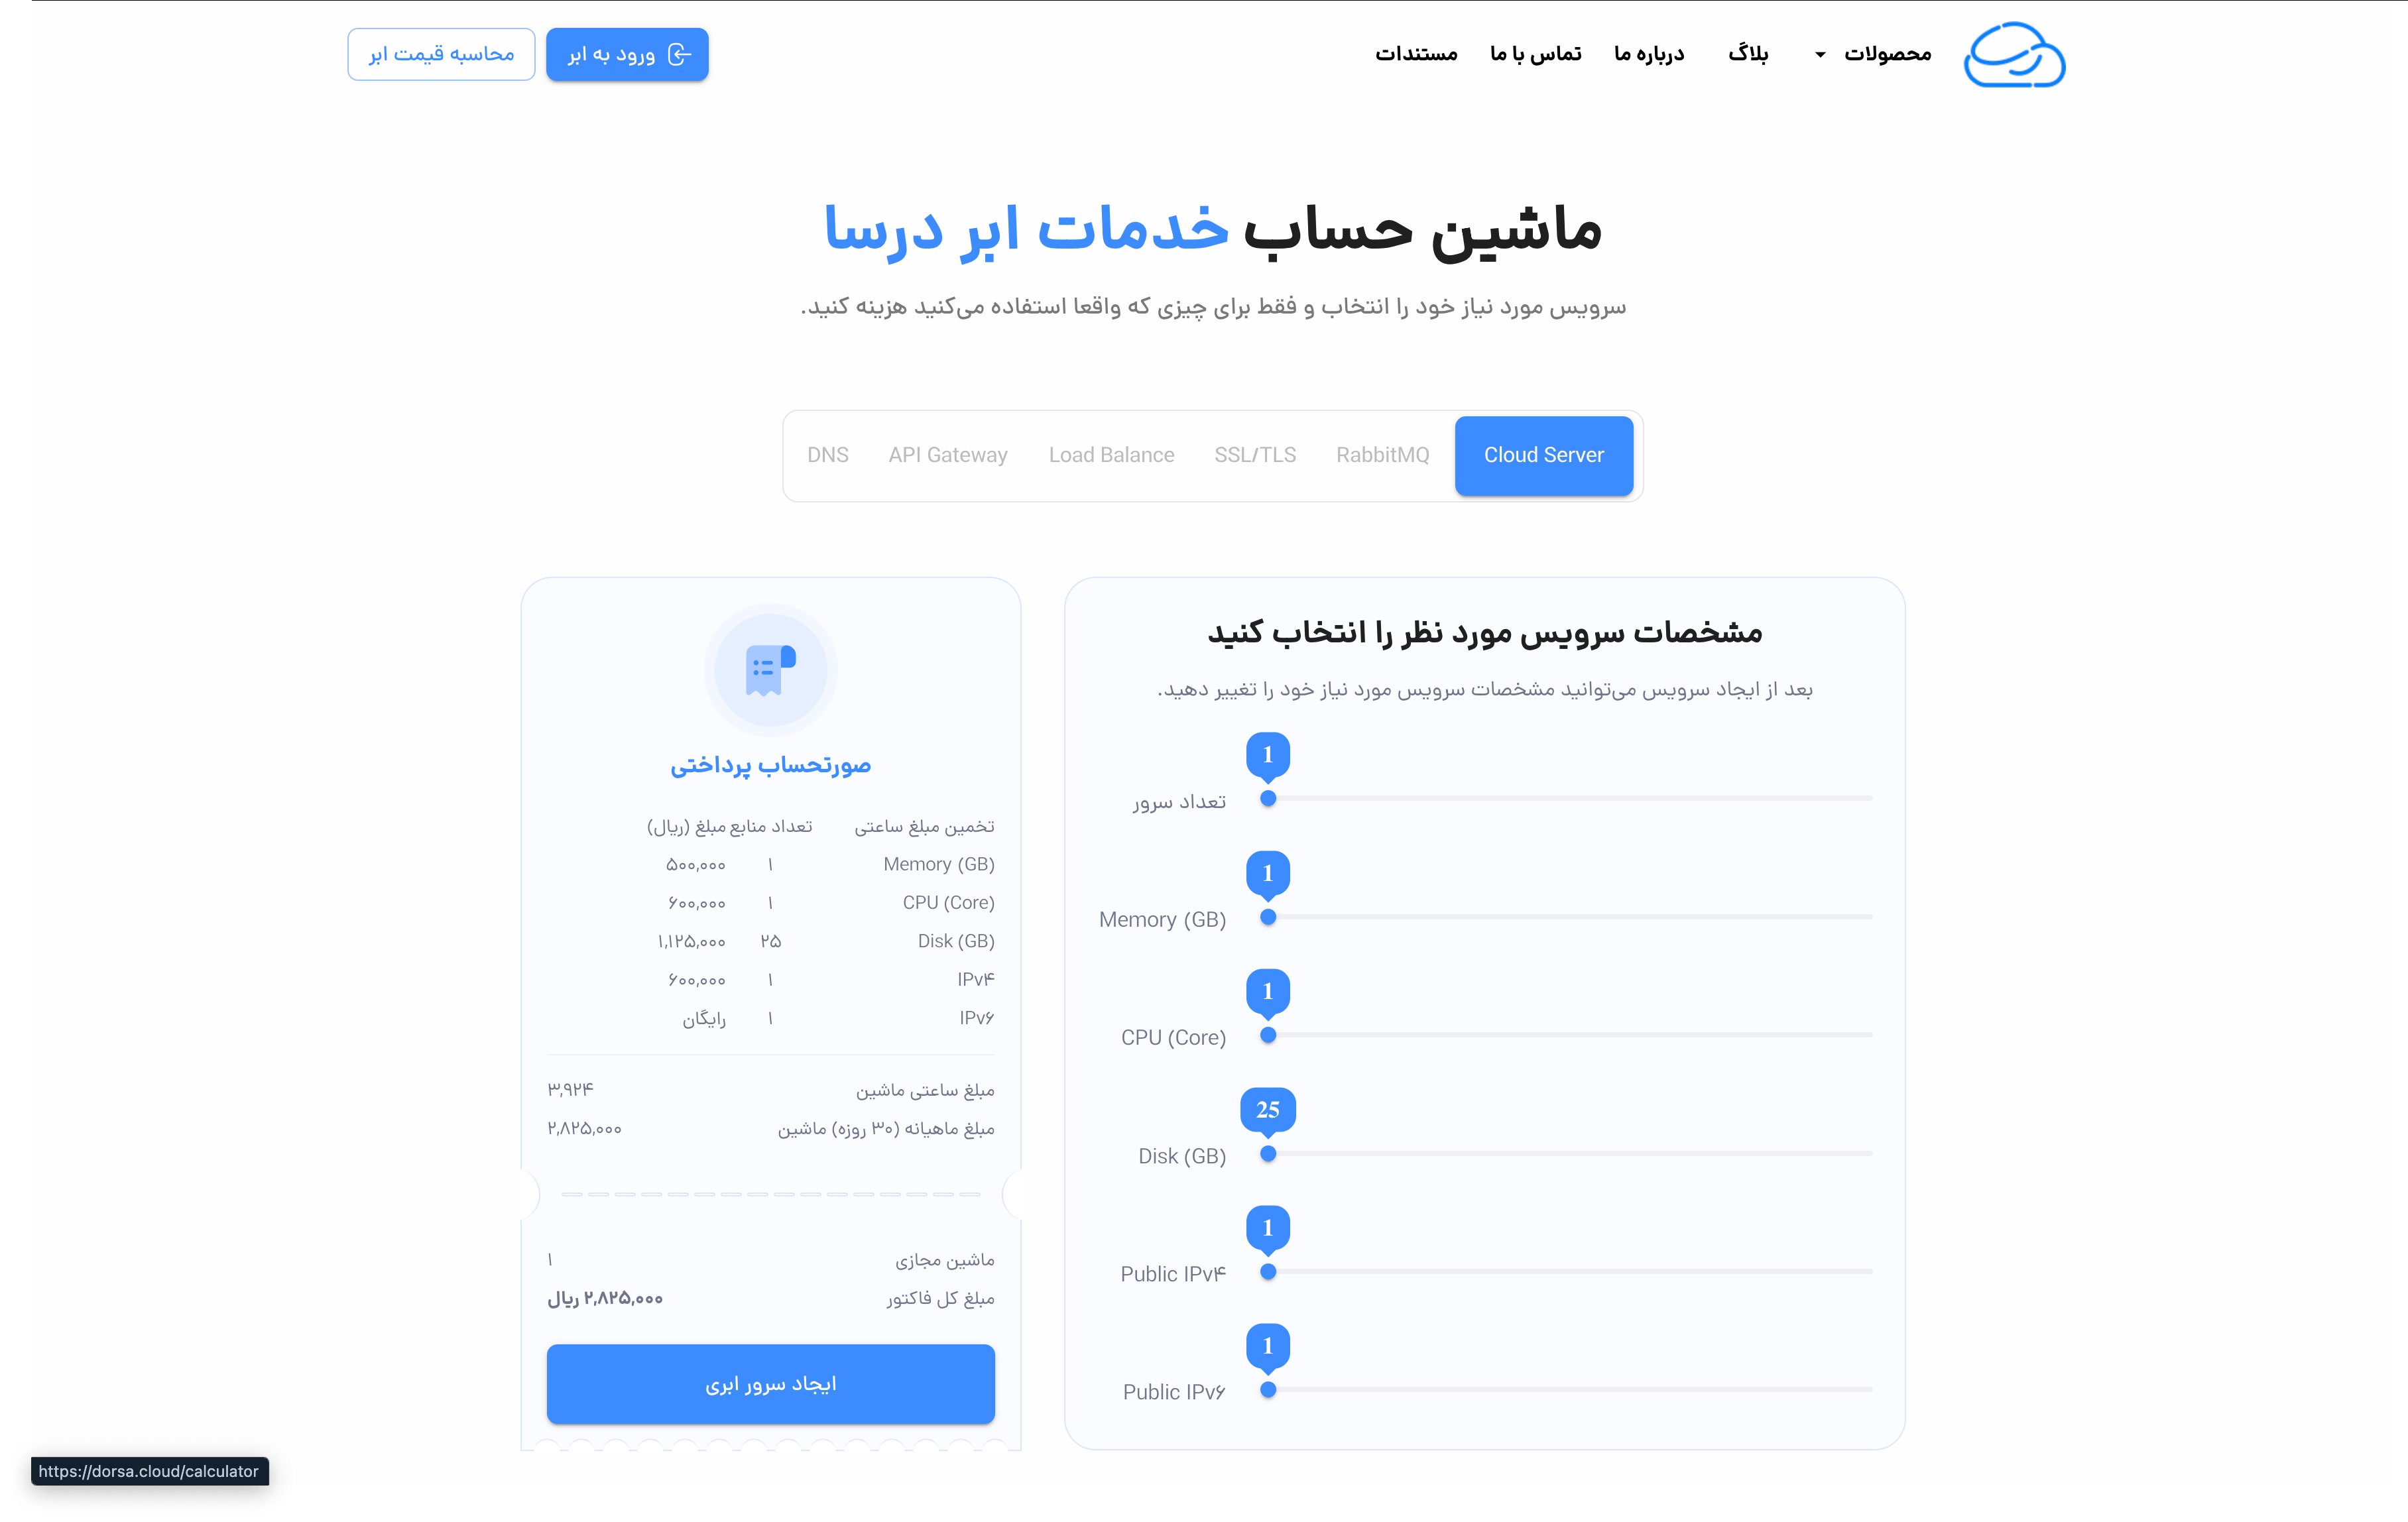 محصولات بلاگ درباره ما تماس با ما مستندات ورود به ابر محاسبه قیمت ابر
ماشین حساب خدمات ابر درسا
سرویس مورد نیاز خود را انتخاب و فقط برای چیزی که واقعا استفاده می‌کنید هزینه کنید.
Cloud Server RabbitMQ SSL/TLS Load Balance API Gateway DNS
مشخصات سرویس مورد نظر را انتخاب کنید
بعد از ایجاد سرویس می‌توانید مشخصات سرویس مورد نیاز خود را تغییر دهید.
1
تعداد سرور
1
Memory (GB)
1
CPU (Core)
25
Disk (GB)
1
Public IPv۴
1
Public IPv۶
صورتحساب پرداختی
تخمین مبلغ ساعتی تعداد منابع مبلغ (ریال)
Memory (GB) ۱ ۵۰۰,۰۰۰
CPU (Core) ۱ ۶۰۰,۰۰۰
Disk (GB) ۲۵ ۱,۱۲۵,۰۰۰
IPv۴ ۱ ۶۰۰,۰۰۰
IPv۶ ۱ رایگان
مبلغ ساعتی ماشین ۳,۹۲۴
مبلغ ماهیانه (۳۰ روزه) ماشین ۲,۸۲۵,۰۰۰
ماشین مجازی ۱
مبلغ کل فاکتور ۲,۸۲۵,۰۰۰ ریال
ایجاد سرور ابری
https://dorsa.cloud/calculator